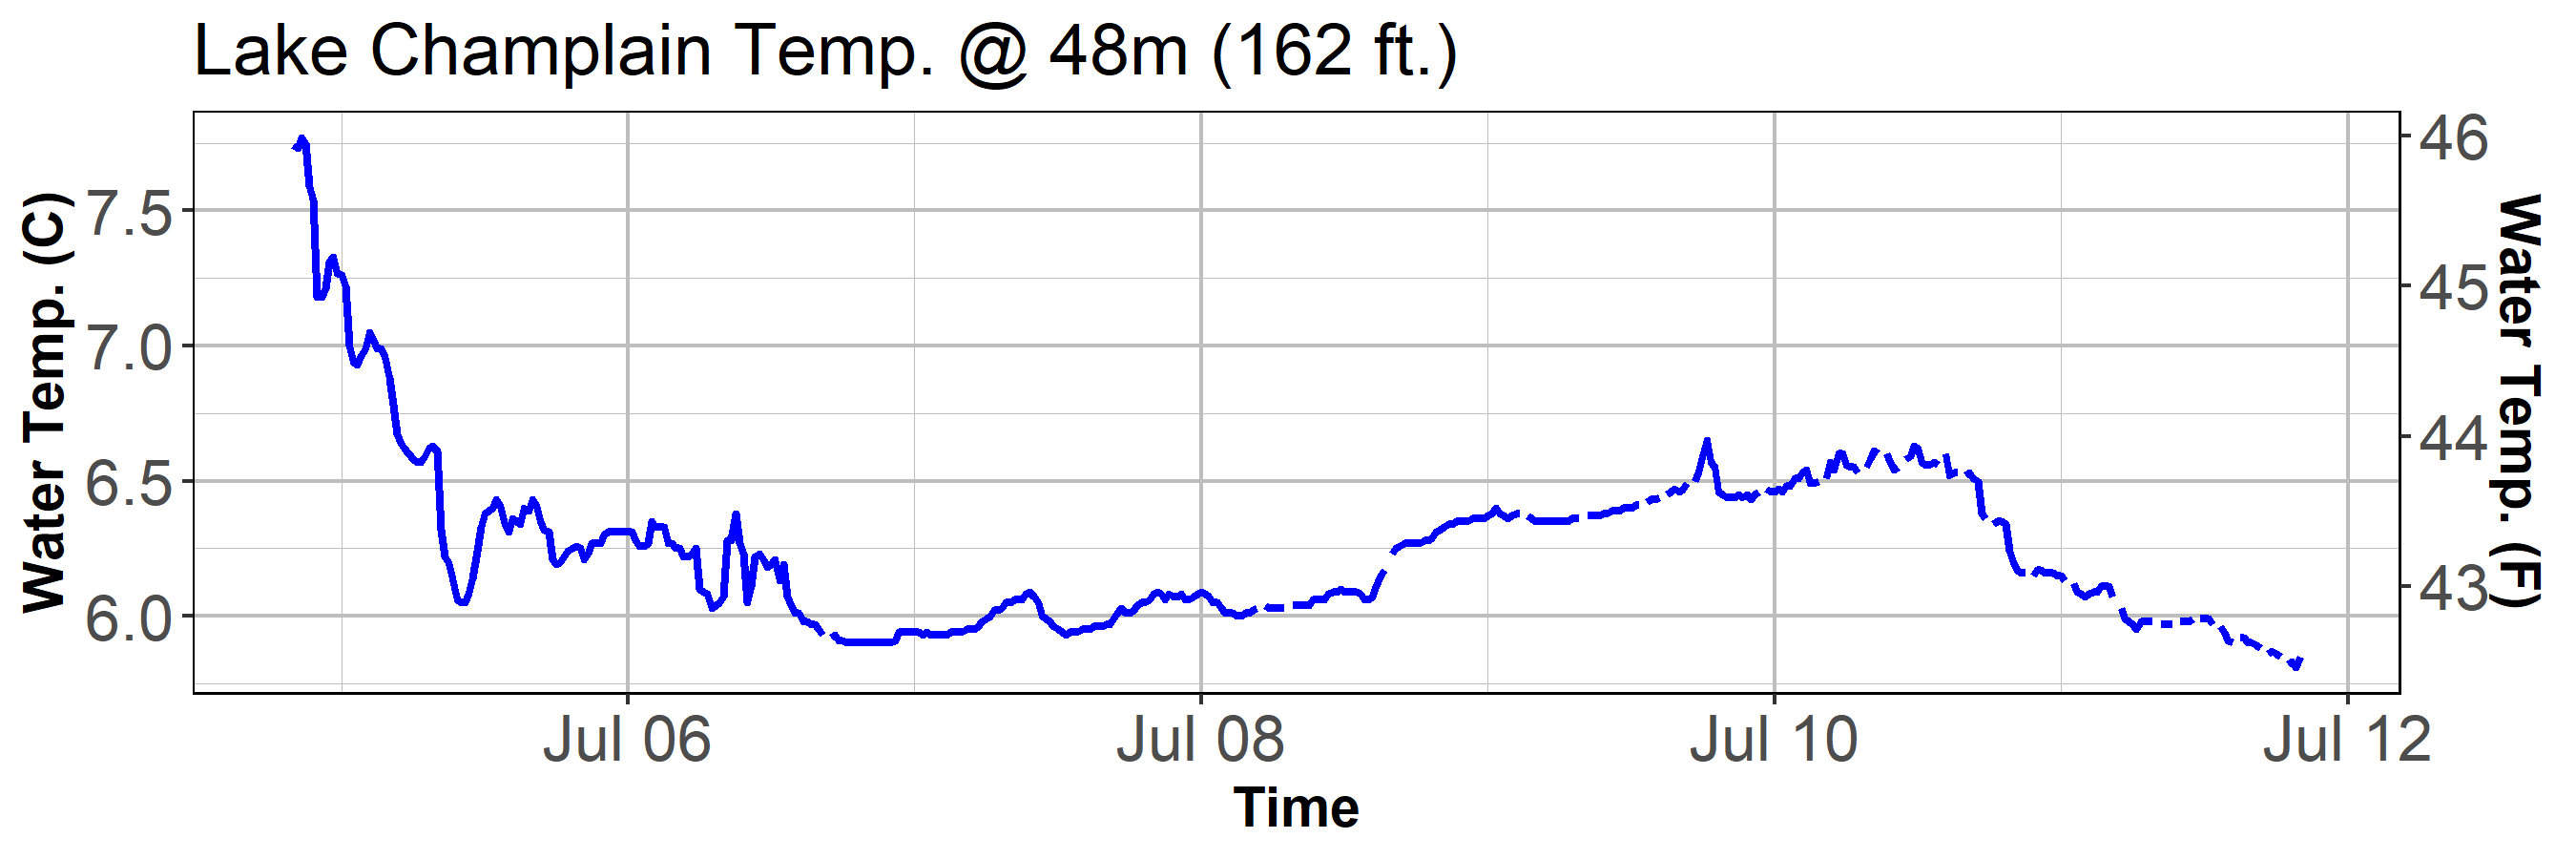 Lake Champlain Temp. @ 48m (162 ft.)
Water Temp. (C)
7.5
7.0
6.5
6.0
46
45
44
43
Water Temp. (F)
Jul 06 Jul 08 Jul 10 Jul 12
Time